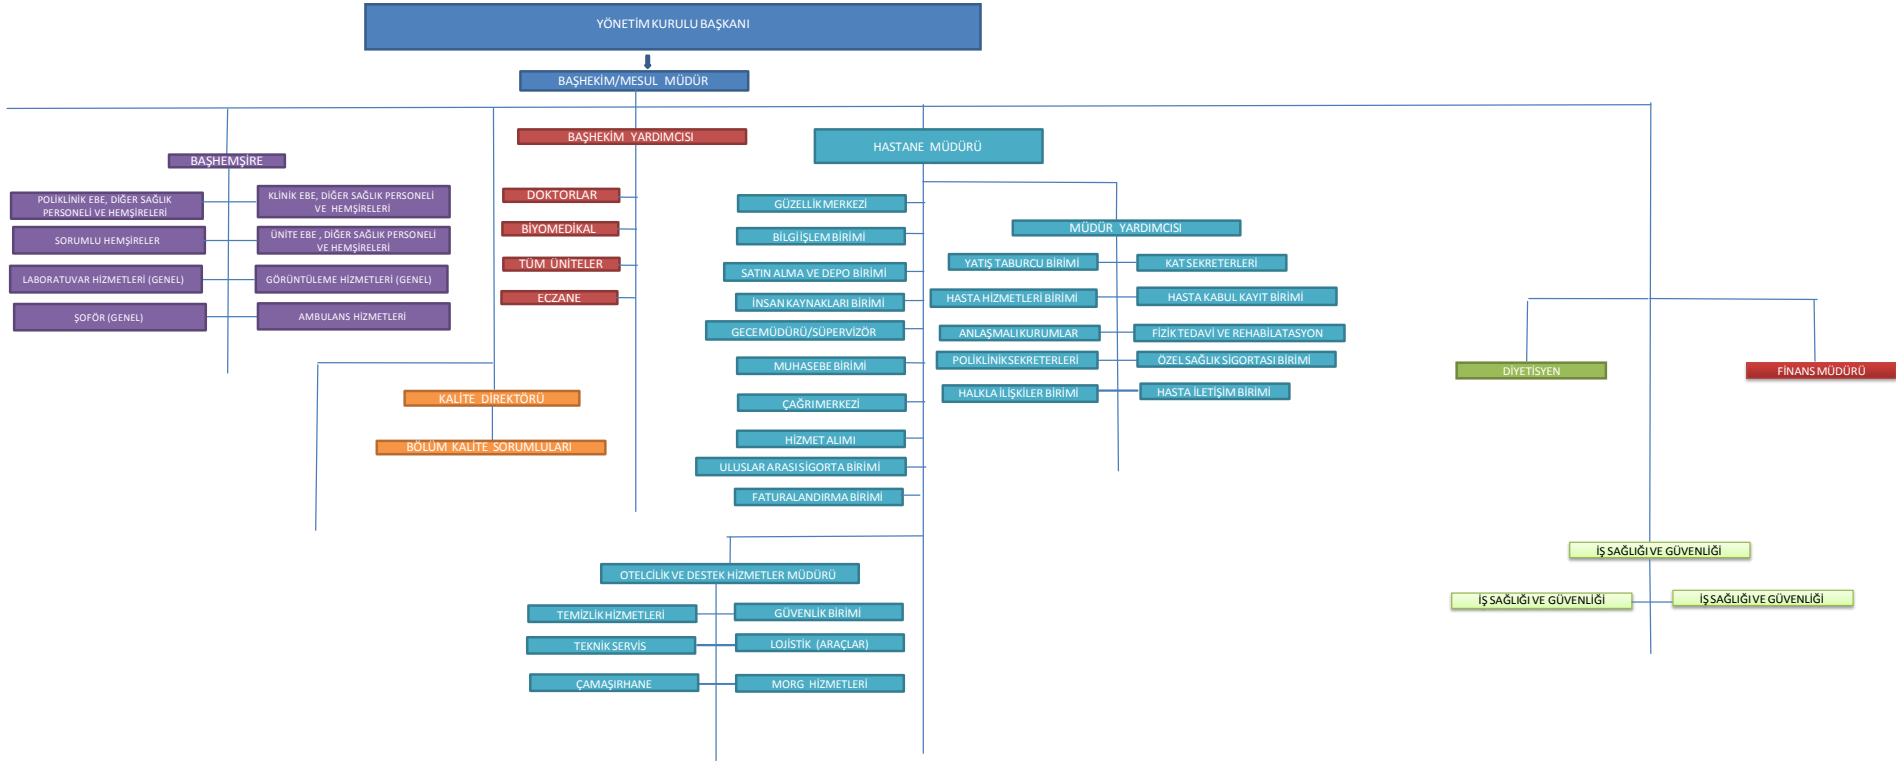 YÖNETİM KURULU BAŞKANI
BAŞHEKİM/MESUL MÜDÜR
BAŞHEMŞİRE
POLİKLİNİK EBE, DİĞER SAĞLIK
PERSONELİ VE HEMŞİRELERİ
KLİNİK EBE, DİĞER SAĞLIK PERSONELİ
VE HEMŞİRELERİ
SORUMLU HEMŞİRELER
ÜNİTE EBE , DİĞER SAĞLIK PERSONELİ
VE HEMŞİRELERİ
LABORATUVAR HİZMETLERİ (GENEL)
GÖRÜNTÜLEME HİZMETLERİ (GENEL)
ŞOFÖR (GENEL)
AMBULANS HİZMETLERİ
KALİTE DİREKTÖRÜ
BÖLÜM KALİTE SORUMLULARI
BAŞHEKİM YARDIMCISI
DOKTORLAR
BİYOMEDİKAL
TÜM ÜNİTELER
ECZANE
HASTANE MÜDÜRÜ
GÜZELLİK MERKEZİ
BİLGİ İŞLEM BİRİMİ
SATIN ALMA VE DEPO BİRİMİ
İNSAN KAYNAKLARI BİRİMİ
GECE MÜDÜRÜ/SÜPERVİZÖR
MUHASEBE BİRİMİ
ÇAĞRI MERKEZİ
HİZMET ALIMI
ULUSLAR ARASI SİGORTA BİRİMİ
FATURALANDIRMA BİRİMİ
MÜDÜR YARDIMCISI
YATIŞ TABURCU BİRİMİ
KAT SEKRETERLERİ
HASTA HİZMETLERİ BİRİMİ
HASTA KABUL KAYIT BİRİMİ
ANLAŞMALI KURUMLAR
FİZİK TEDAVİ VE REHABİLATASYON
POLİKLİNİK SEKRETERLERİ
ÖZEL SAĞLIK SİGORTASI BİRİMİ
HALKLA İLİŞKİLER BİRİMİ
HASTA İLETİŞİM BİRİMİ
OTELCİLİK VE DESTEK HİZMETLER MÜDÜRÜ
TEMİZLİK HİZMETLERİ
GÜVENLİK BİRİMİ
TEKNİK SERVİS
LOJİSTİK (ARAÇLAR)
ÇAMAŞIRHANE
MORG HİZMETLERİ
DİYETİSYEN
FİNANS MÜDÜRÜ
İŞ SAĞLIĞI VE GÜVENLİĞİ
İŞ SAĞLIĞI VE GÜVENLİĞİ
İŞ SAĞLIĞI VE GÜVENLİĞİ